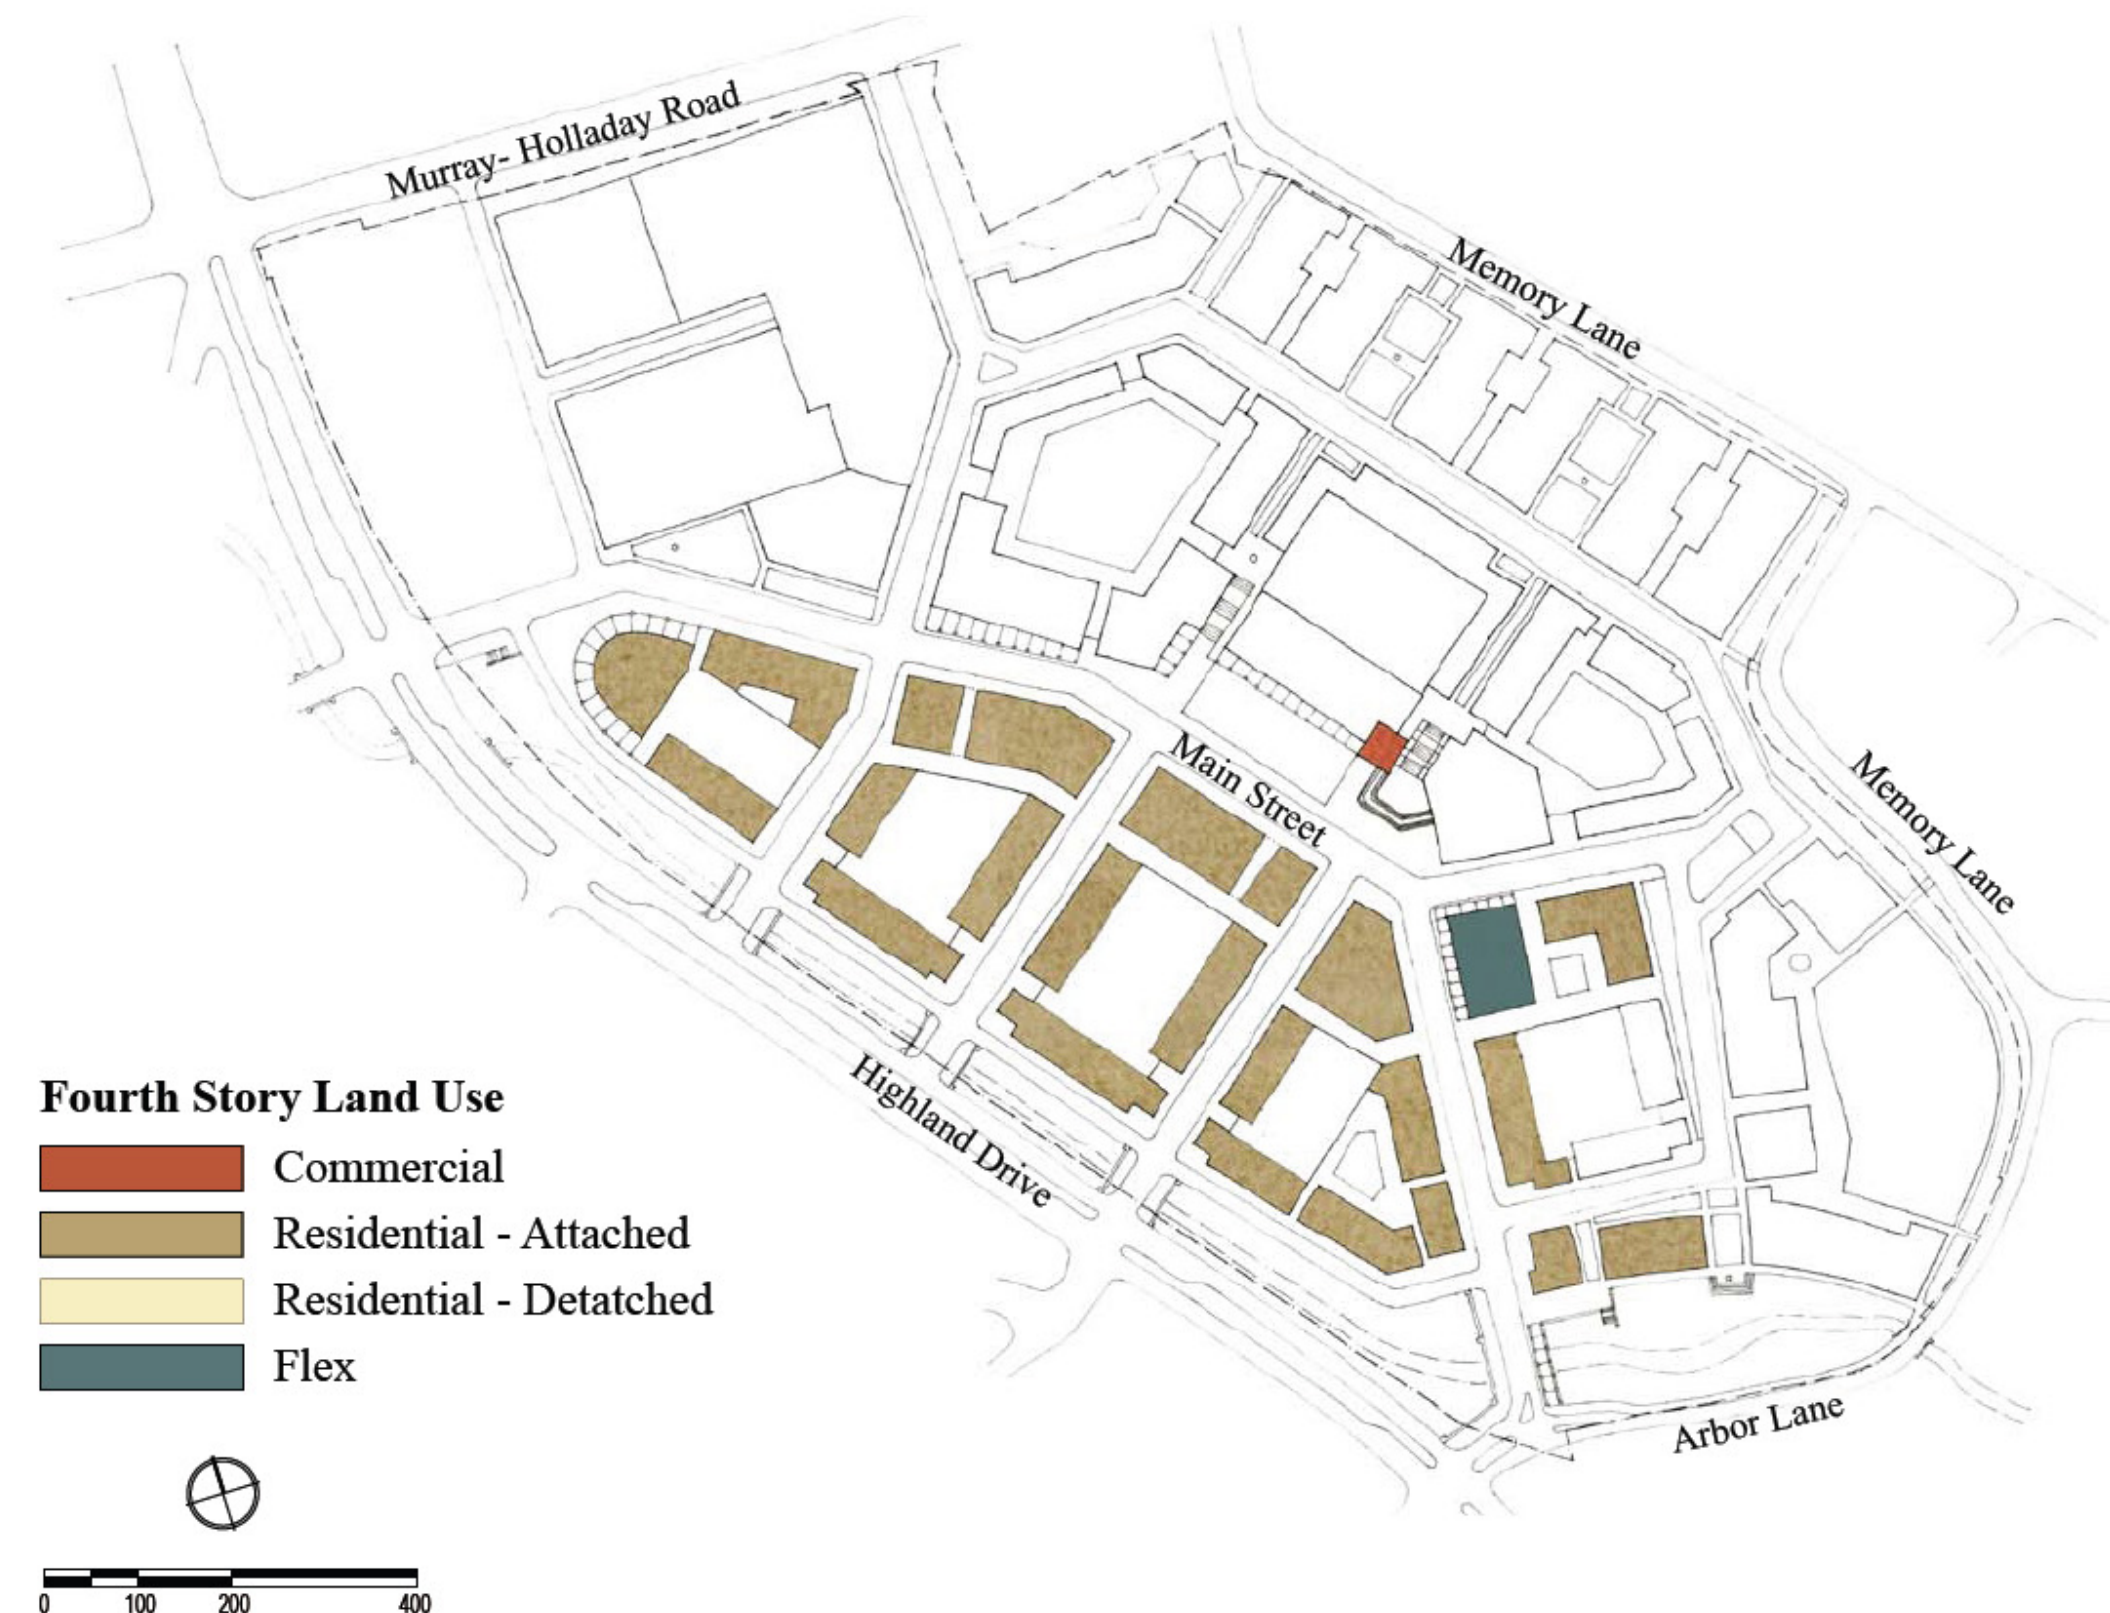 Murray- Holladay Road
Memory Lane
Main Street
Memory Lane
Highland Drive
Arbor Lane
Fourth Story Land Use
Commercial
Residential - Attached
Residential - Detatched
Flex
0 100 200 400